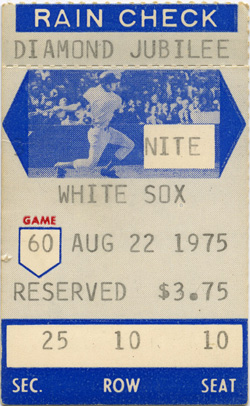 RAIN CHECK
DIAMOND JUBILEE
NITE
WHITE SOX
GAME
60 AUG 22 1975
RESERVED $3.75
25 10 10
SEC. ROW SEAT